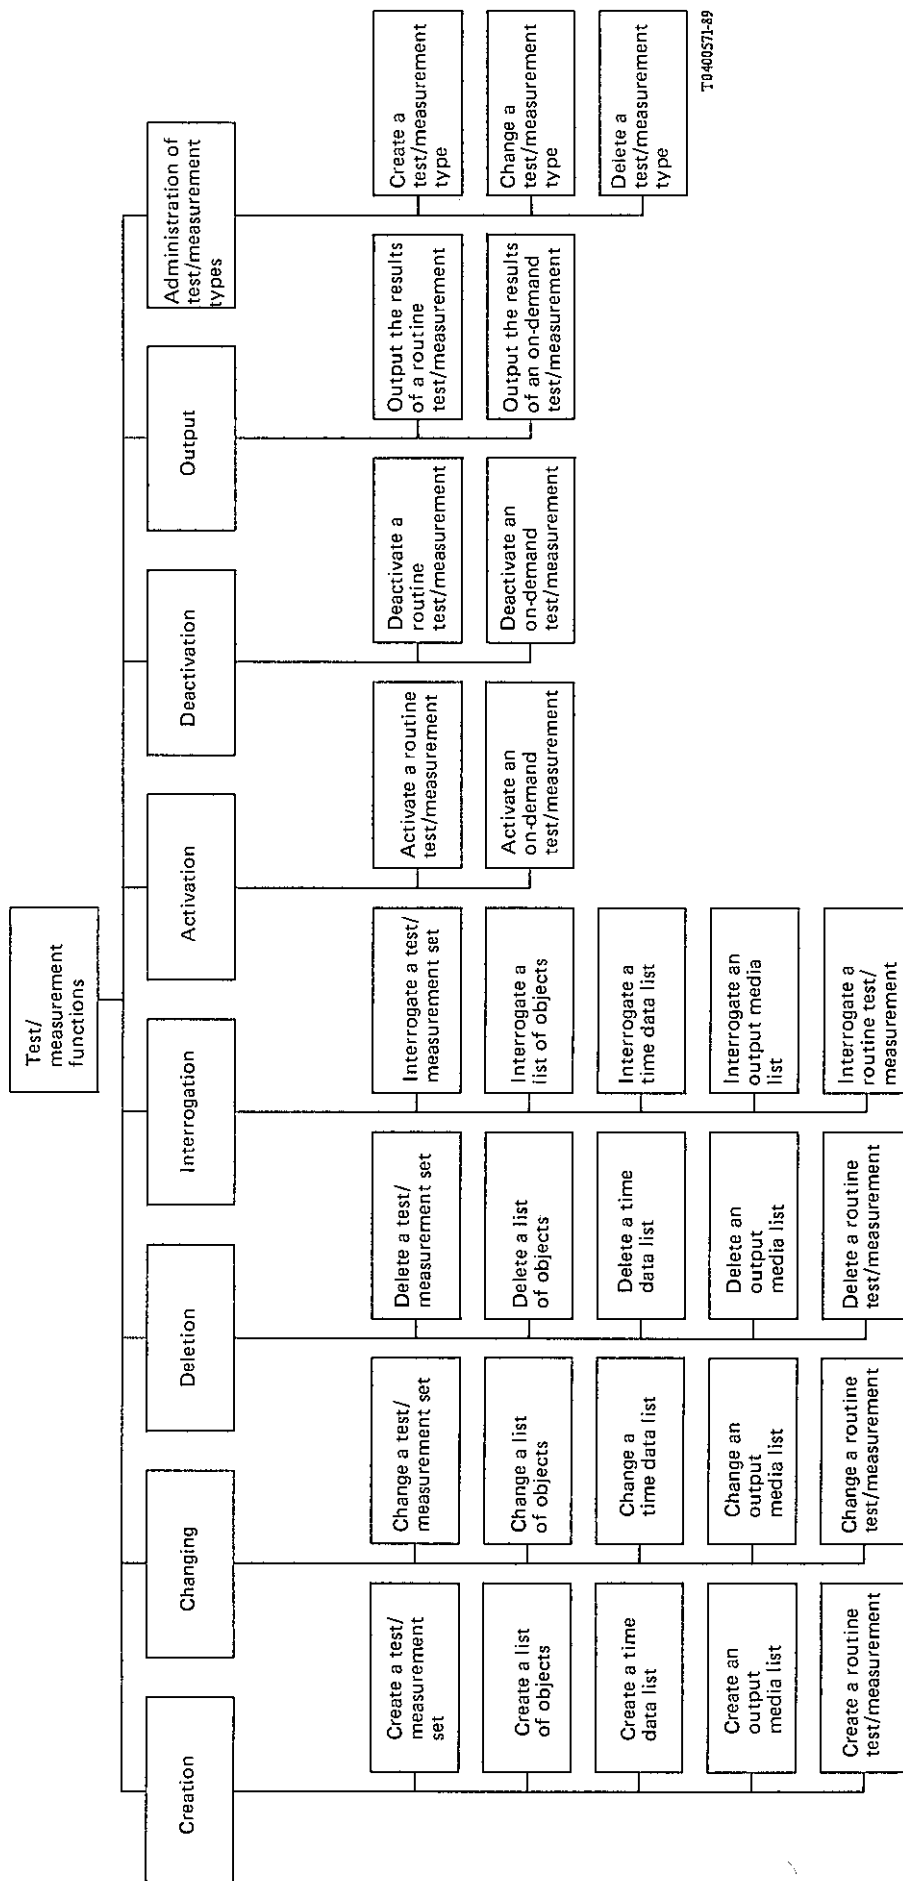 Test/
measurement
functions
Creation
Changing
Deletion
Interrogation
Activation
Deactivation
Output
Administration of
test/measurement
types
Create a test/
measurement
set
Create a list
of objects
Create a time
data list
Create an
output
media list
Create a routine
test/measurement
Change a test/
measurement set
Change a list
of objects
Change a
time data list
Change an
output
media list
Change a routine
test/measurement
Delete a test/
measurement set
Delete a list
of objects
Delete a time
data list
Delete an
output
media list
Delete a routine
test/measurement
Interrogate a test/
measurement set
Interrogate a
list of objects
Interrogate a
time data list
Interrogate an
output media
list
Interrogate a
routine test/
measurement
Activate a routine
test/measurement
Activate an
on-demand
test/measurement
Deactivate a
routine
test/measurement
Deactivate an
on-demand
test/measurement
Output the results
of a routine
test/measurement
Output the results
of an on-demand
test/measurement
Create a
test/measurement
type
Change a
test/measurement
type
Delete a
test/measurement
type
T0400571-89